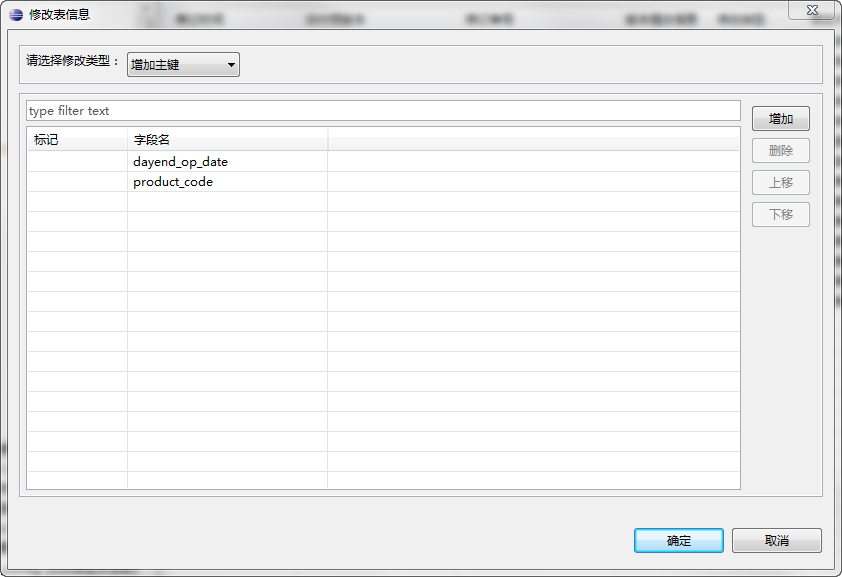 修改表信息
请选择修改类型：
增加主键
type filter text
增加
标记 字段名
删除
dayend_op_date
product_code
上移
下移
确定 取消